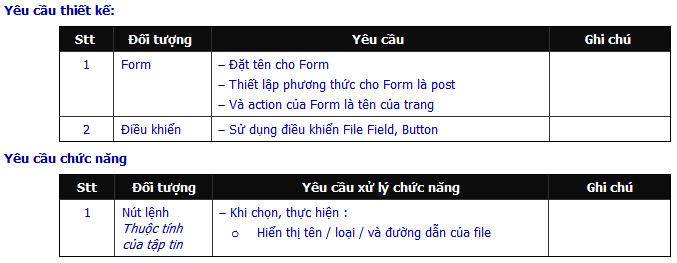 Yêu cầu thiết kế:
Stt Đối tượng Yêu cầu Ghi chú
1 Form – Đặt tên cho Form
– Thiết lập phương thức cho Form là post
– Và action của Form là tên của trang
2 Điều khiển – Sử dụng điều khiển File Field, Button
Yêu cầu chức năng
Stt Đối tượng Yêu cầu xử lý chức năng Ghi chú
1 Nút lệnh – Khi chọn, thực hiện :
Thuộc tính o Hiển thị tên / loại / và đường dẫn của file
của tập tin